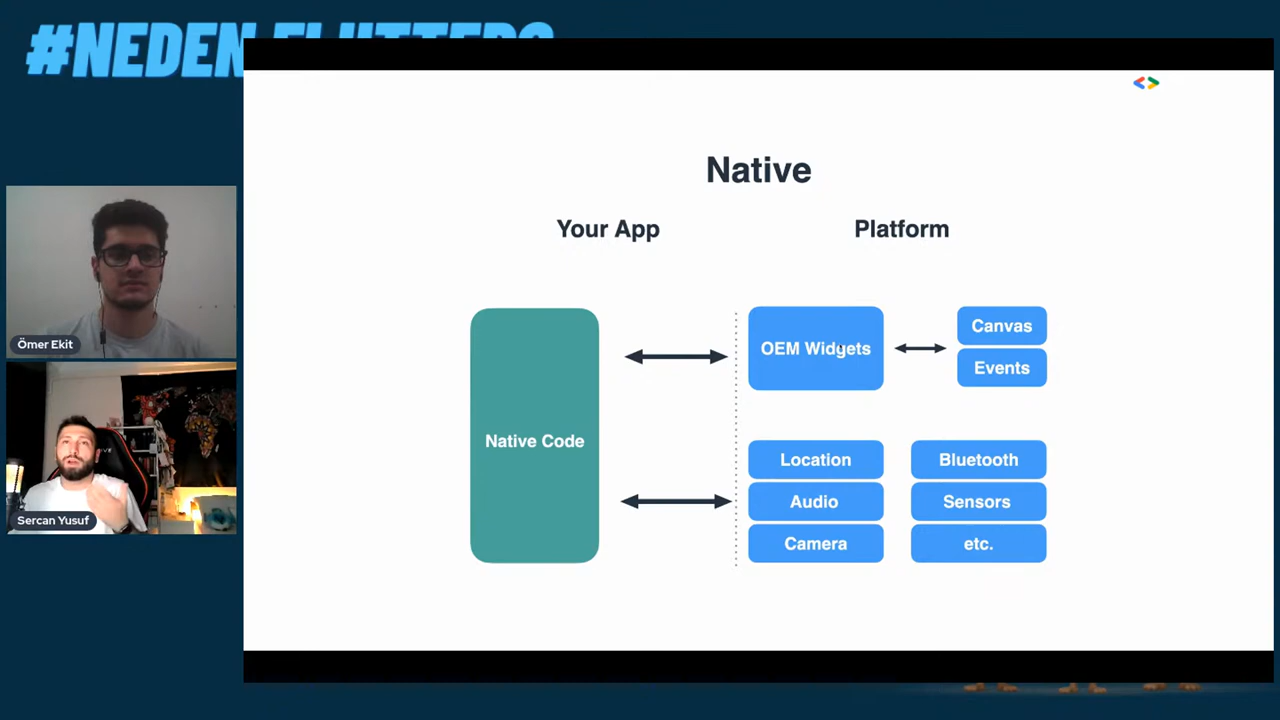 #NEDEN
Native
Your App
Platform
Native Code
OEM Widgets
Canvas
Events
Location
Audio
Camera
Bluetooth
Sensors
etc.
Ömer Ekit
Sercan Yusuf